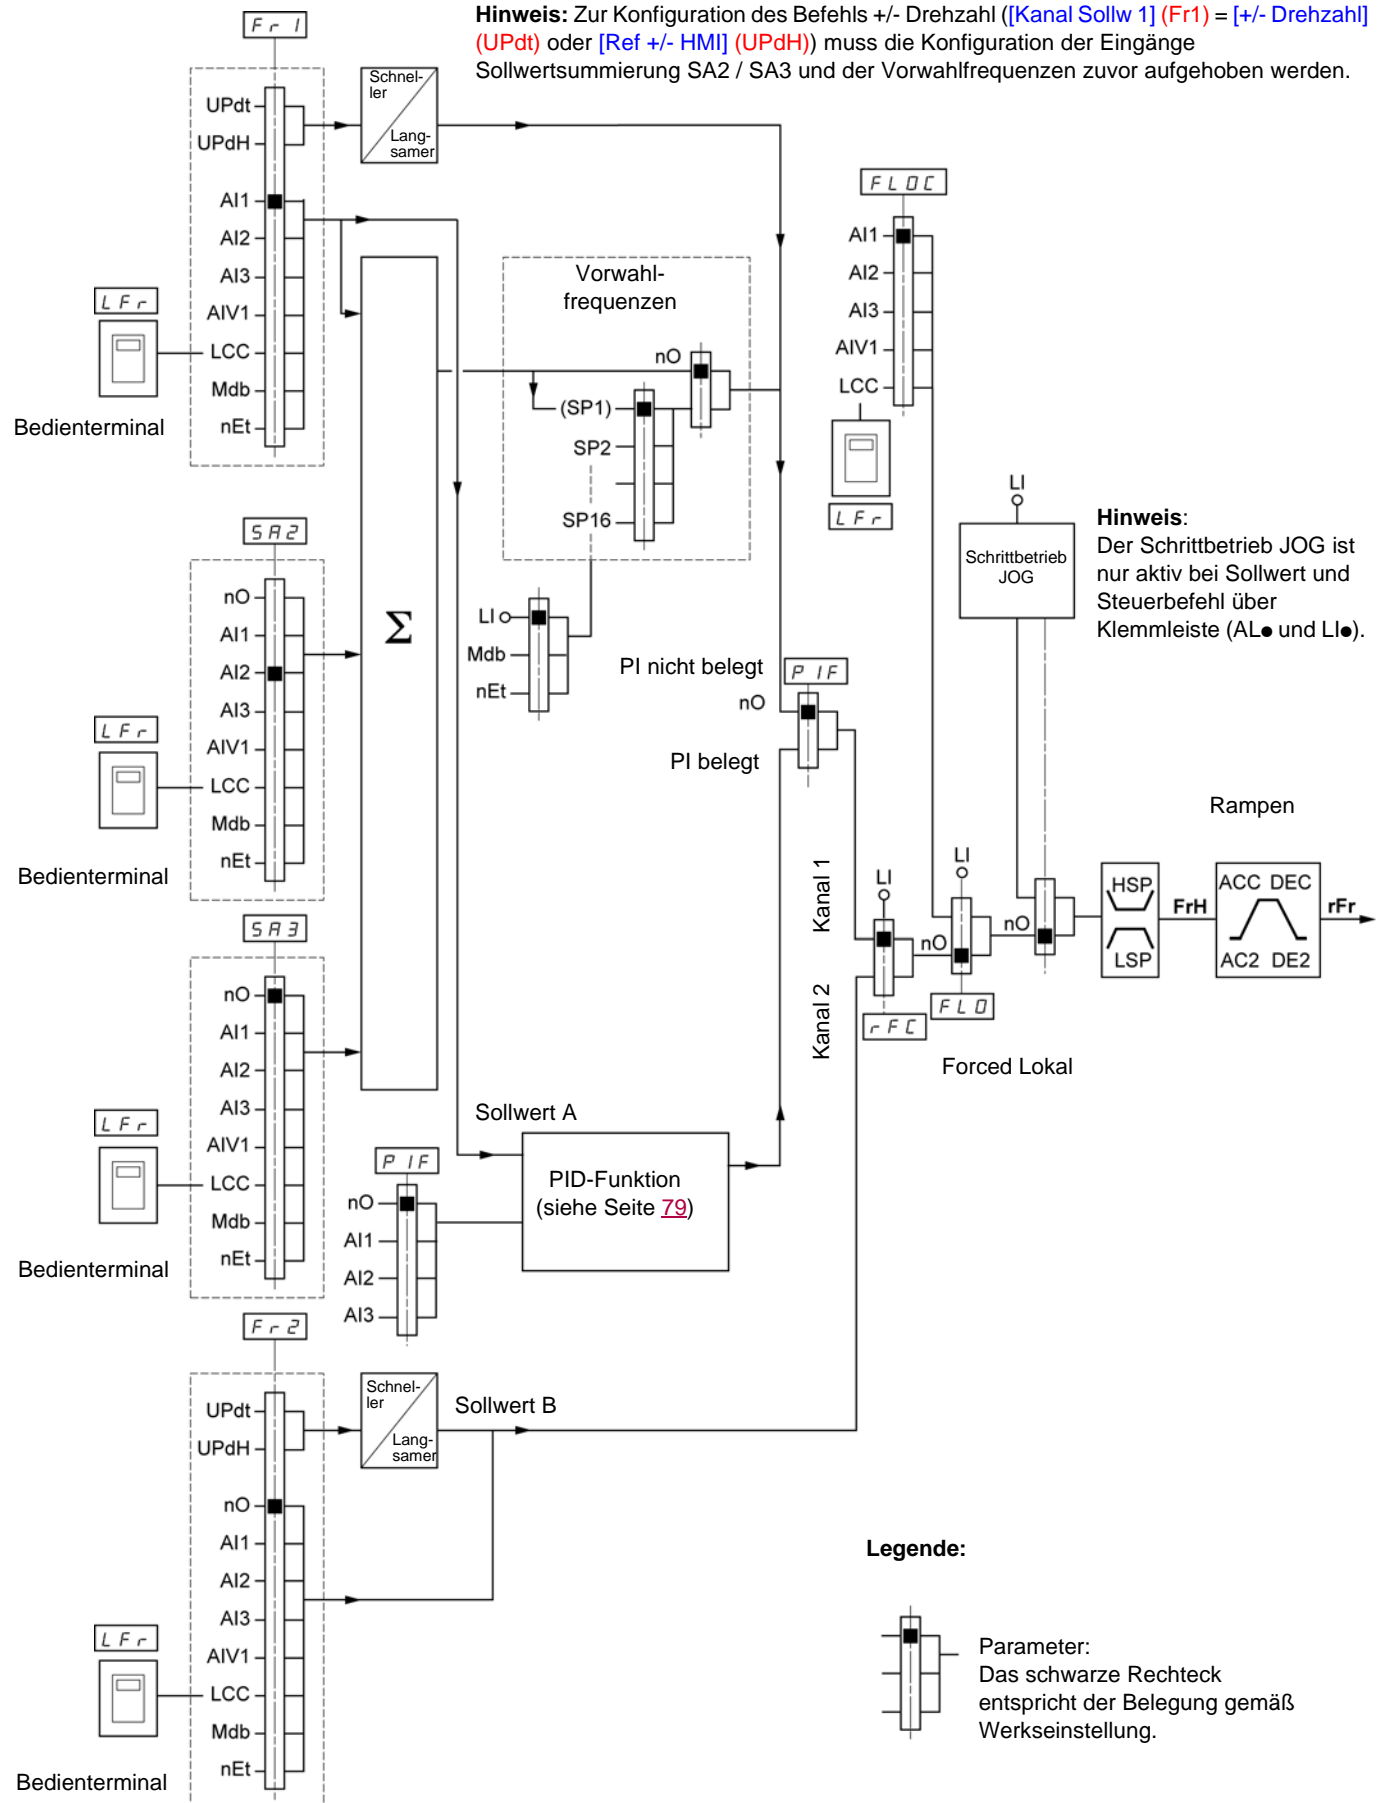 Hinweis: Zur Konfiguration des Befehls +/- Drehzahl ([Kanal Sollw 1] (Fr1) = [+/- Drehzahl]
(UPdt) oder [Ref +/- HMI] (UPdH)) muss die Konfiguration der Eingänge
Sollwertsummierung SA2 / SA3 und der Vorwahlfrequenzen zuvor aufgehoben werden.
Fr1
UPdt
UPdH
AI1
AI2
AI3
AIV1
LCC
Mdb
nEt
LFr
Bedienterminal
Schnel-
ler
Lang-
samer
SA2
nO
AI1
AI2
AI3
AIV1
LCC
Mdb
nEt
LFr
Bedienterminal
Σ
SA3
nO
AI1
AI2
AI3
AIV1
LCC
Mdb
nEt
LFr
Bedienterminal
Vorwahl-
frequenzen
nO
(SP1)
SP2
SP16
LI
Mdb
nEt
FLOC
AI1
AI2
AI3
AIV1
LCC
LFr
LI
Schrittbetrieb
JOG
Hinweis:
Der Schrittbetrieb JOG ist
nur aktiv bei Sollwert und
Steuerbefehl über
Klemmleiste (AL● und LI●).
PI nicht belegt
PIF
nO
PI belegt
Kanal 1
Kanal 2
LI
rFC
nO
LI
FLO
Forced Lokal
nO
HSP
LSP
FrH
Rampen
ACC DEC
AC2 DE2
rFr
Sollwert A
PIF
nO
AI1
AI2
AI3
PID-Funktion
(siehe Seite 79)
Fr2
UPdt
UPdH
nO
AI1
AI2
AI3
AIV1
LCC
Mdb
nEt
LFr
Bedienterminal
Schnel-
ler
Lang-
samer
Sollwert B
Legende:
Parameter:
Das schwarze Rechteck
entspricht der Belegung gemäß
Werkseinstellung.